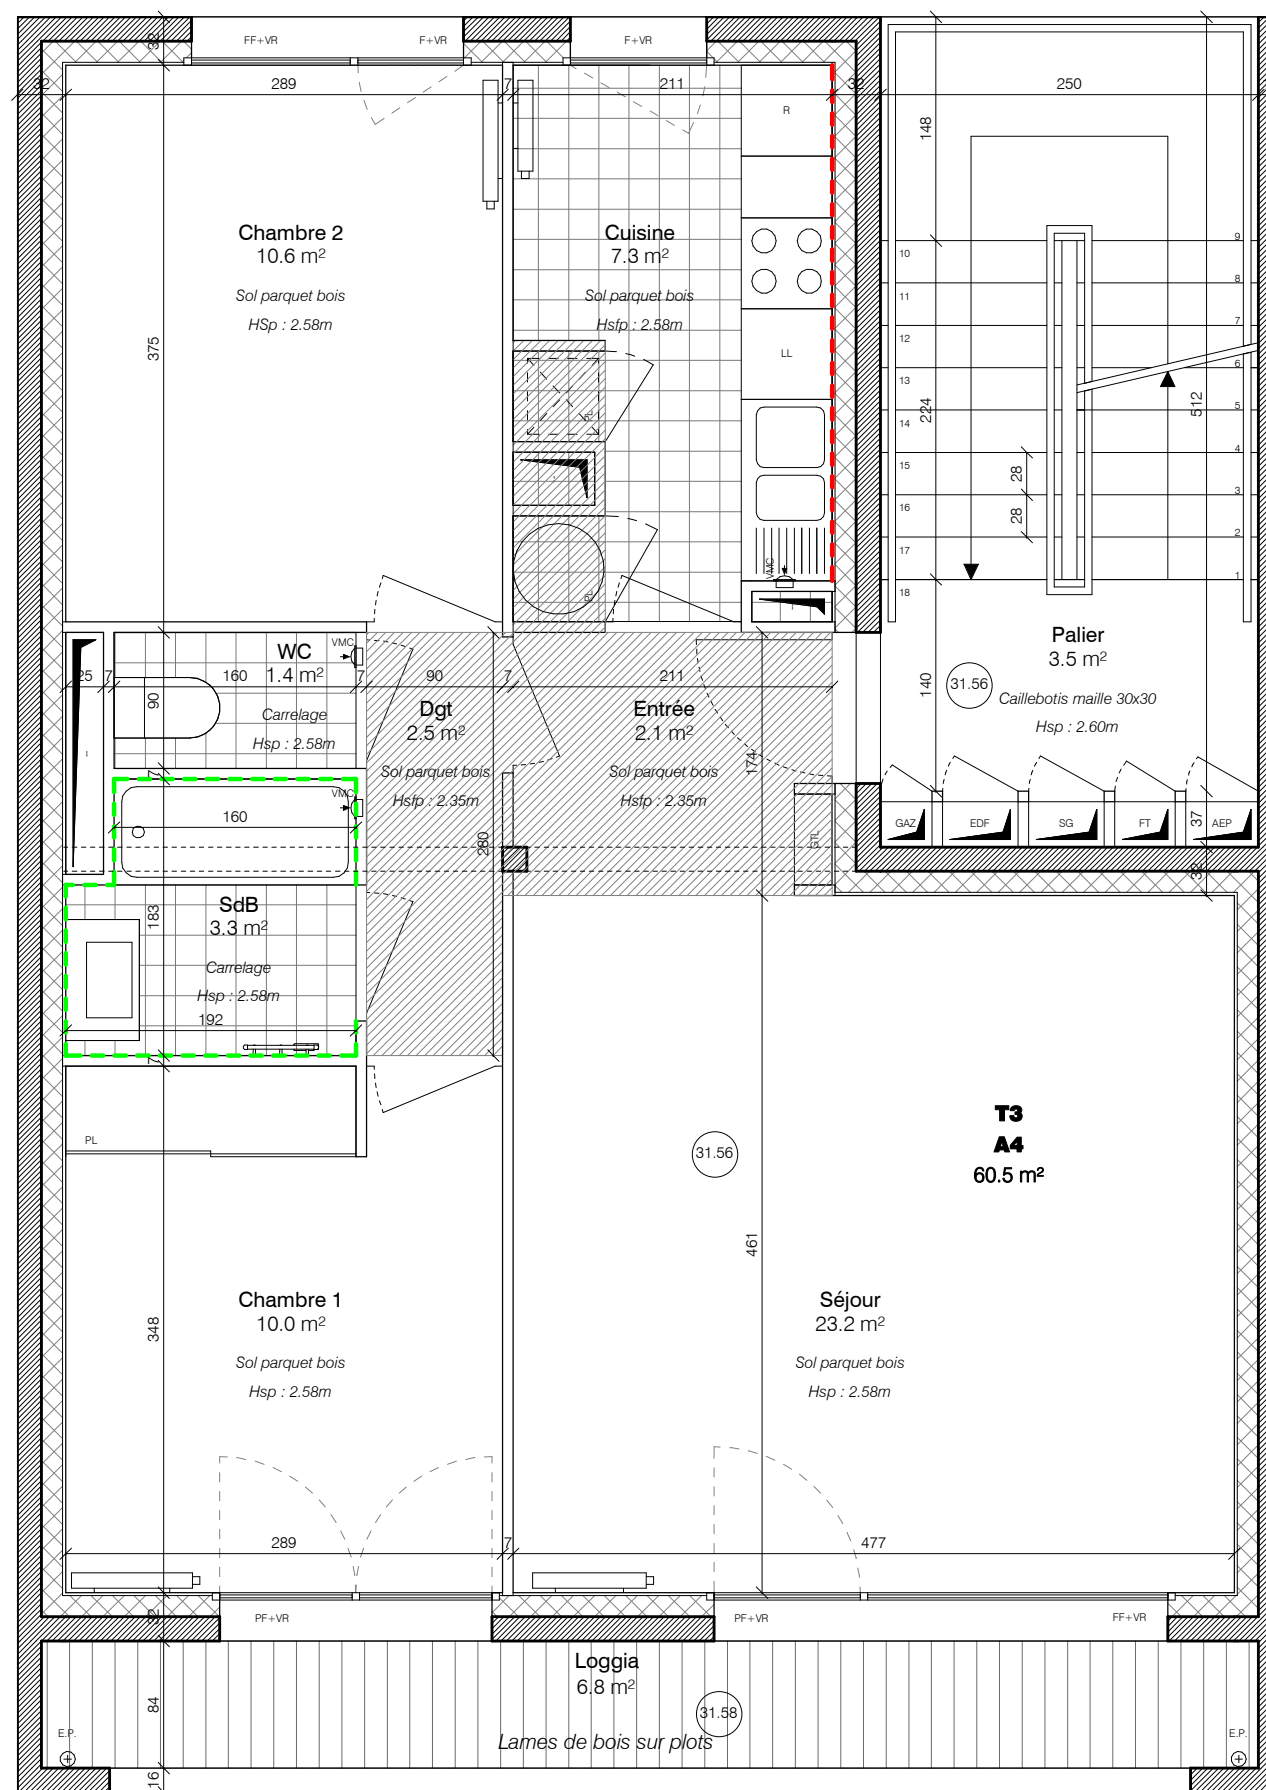 FF+VR
F+VR
F+VR
32
32
289
7
211
32
250
R
148
Chambre 2
10.6 m²
Sol parquet bois
HSp : 2.58m
Cuisine
7.3 m²
Sol parquet bois
Hsfp : 2.58m
10
9
11
8
12
7
13
6
14
5
15
4
16
3
17
2
18
1
375
LL
224
512
28
28
PL
PL
VMC
WC
1.4 m²
Carrelage
Hsp : 2.58m
VMC
25
7
160
7
90
7
211
90
Dgt
2.5 m²
Sol parquet bois
Hsfp : 2.35m
Entrée
2.1 m²
Sol parquet bois
Hsfp : 2.35m
174
Palier
3.5 m²
Caillebotis maille 30x30
Hsp : 2.60m
31.56
140
7
VMC
160
280
GTL
GAZ
EDF
SG
FT
AEP
37
32
SdB
3.3 m²
Carrelage
Hsp : 2.58m
183
192
7
PL
T3
A4
60.5 m²
31.56
461
348
Chambre 1
10.0 m²
Sol parquet bois
Hsp : 2.58m
Séjour
23.2 m²
Sol parquet bois
Hsp : 2.58m
289
7
477
32
PF+VR
PF+VR
FF+VR
Loggia
6.8 m²
31.58
Lames de bois sur plots
84
E.P.
E.P.
16